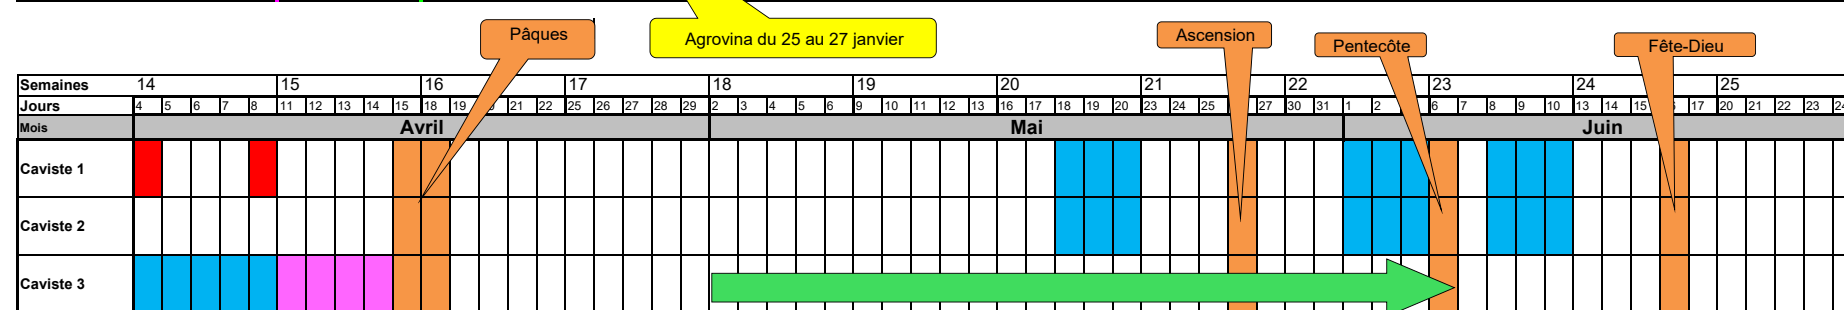 Pâques
Agrovina du 25 au 27 janvier
Ascension
Pentecôte
Fête-Dieu
Semaines 14 15 16 17 18 19 20 21 22 23 24 25
Jours 4 5 6 7 8 11 12 13 14 15 18 19 21 22 25 26 27 28 29 2 3 4 5 6 9 10 11 12 13 16 17 18 19 20 23 24 25 27 30 31 1 2 6 7 8 9 10 13 14 15 17 20 21 22 23
Mois Avril Mai Juin
Caviste 1
Caviste 2
Caviste 3